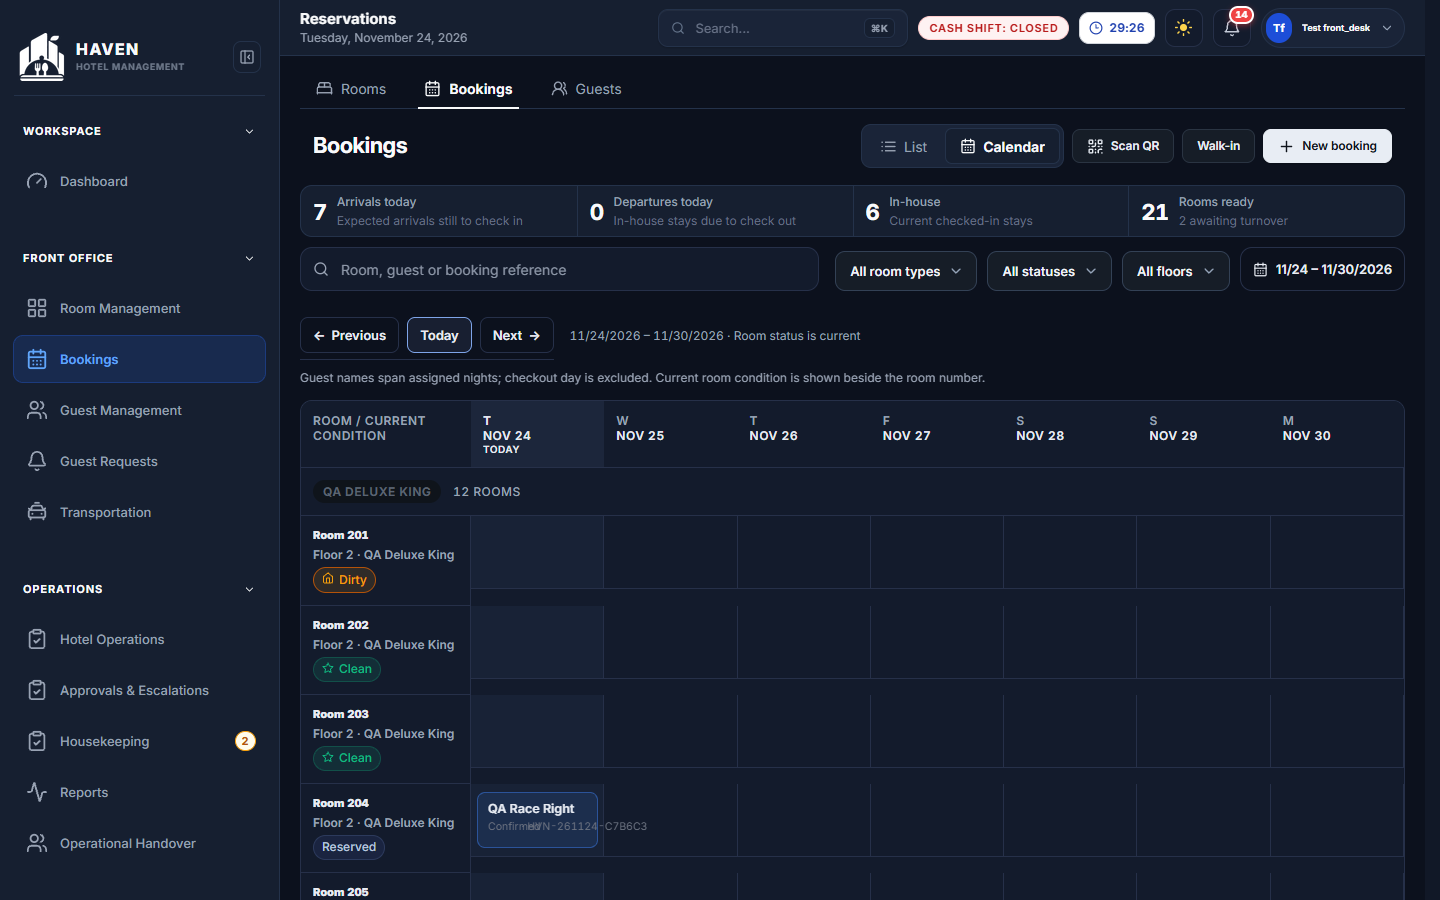 HAVEN
HOTEL MANAGEMENT
WORKSPACE
Dashboard
FRONT OFFICE
Room Management
Bookings
Guest Management
Guest Requests
Transportation
OPERATIONS
Hotel Operations
Approvals & Escalations
Housekeeping
2
Reports
Operational Handover
Reservations
Tuesday, November 24, 2026
Search...
⌘K
CASH SHIFT: CLOSED
29:26
14
Tf
Test front_desk
Rooms
Bookings
Guests
Bookings
List
Calendar
Scan QR
Walk-in
New booking
7
Arrivals today
Expected arrivals still to check in
0
Departures today
In-house stays due to check out
6
In-house
Current checked-in stays
21
Rooms ready
2 awaiting turnover
Room, guest or booking reference
All room types
All statuses
All floors
11/24 – 11/30/2026
← Previous
Today
Next →
11/24/2026 – 11/30/2026 · Room status is current
Guest names span assigned nights; checkout day is excluded. Current room condition is shown beside the room number.
ROOM / CURRENT
CONDITION
T
NOV 24
TODAY
W
NOV 25
T
NOV 26
F
NOV 27
S
NOV 28
S
NOV 29
M
NOV 30
QA DELUXE KING
12 ROOMS
Room 201
Floor 2 · QA Deluxe King
Dirty
Room 202
Floor 2 · QA Deluxe King
Clean
Room 203
Floor 2 · QA Deluxe King
Clean
Room 204
Floor 2 · QA Deluxe King
Reserved
QA Race Right
Confirmed
HVN-261124-C7B6C3
Room 205